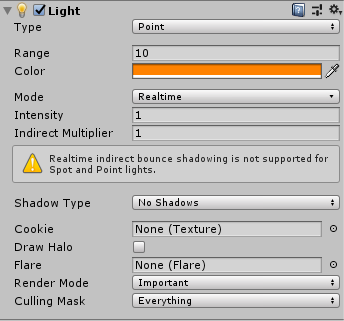 Light
Type Point
Range 10
Color
Mode Realtime
Intensity 1
Indirect Multiplier 1
Realtime indirect bounce shadowing is not supported for
Spot and Point lights.
Shadow Type No Shadows
Cookie None (Texture)
Draw Halo
Flare None (Flare)
Render Mode Important
Culling Mask Everything